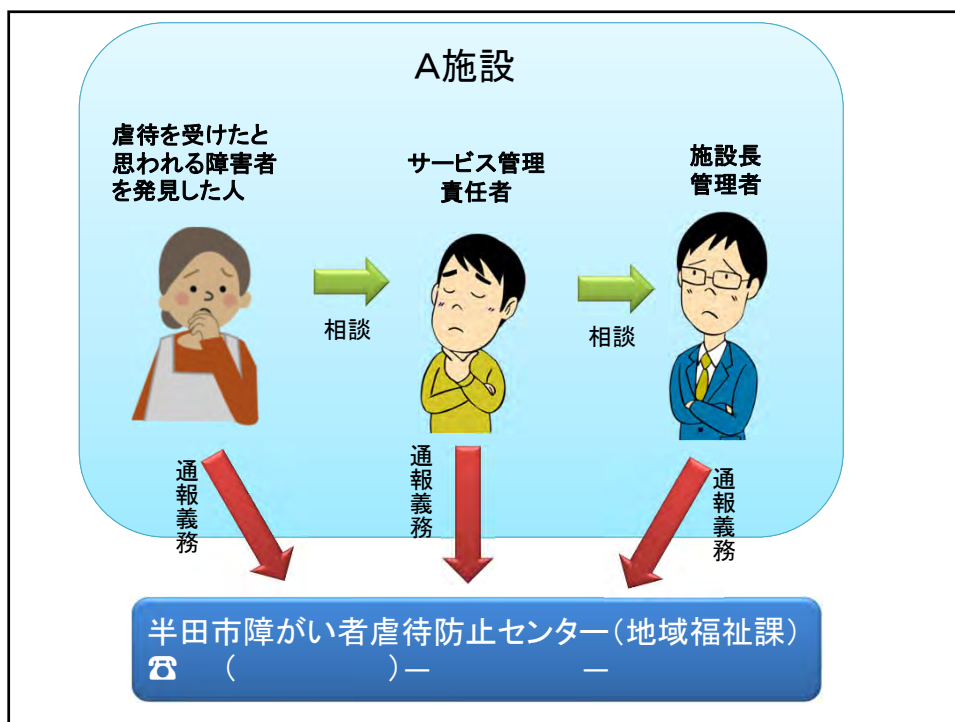 A施設
虐待を受けたと
思われる障害者
を発見した人
サービス管理
責任者
施設長
管理者
相談
相談
通報義務
通報義務
通報義務
半田市障がい者虐待防止センター(地域福祉課)
☎ (　　　　)— —